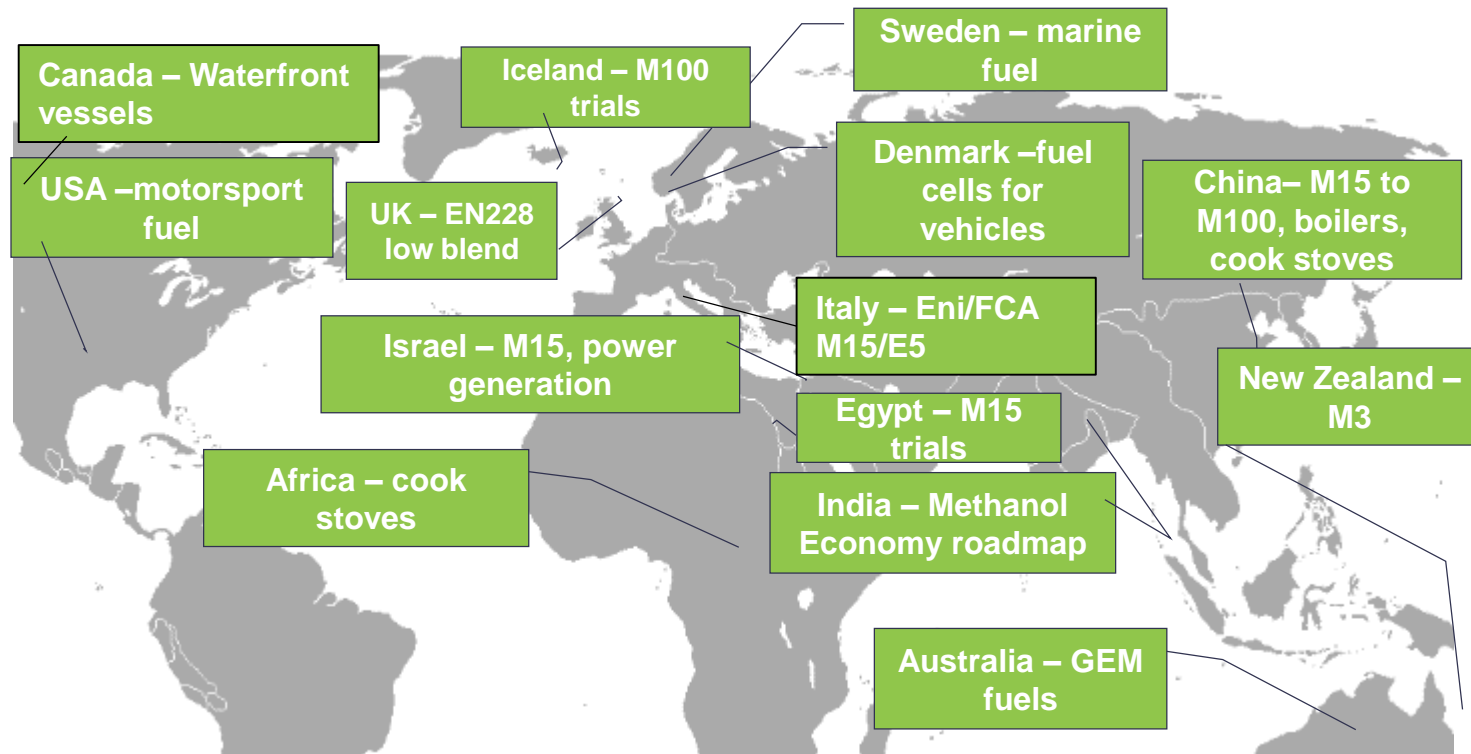 Sweden – marine
fuel
Canada – Waterfront
vessels
Iceland – M100
trials
USA –motorsport
fuel
UK – EN228
low blend
Denmark –fuel
cells for
vehicles
China– M15 to
M100, boilers,
cook stoves
Italy – Eni/FCA
M15/E5
Israel – M15, power
generation
New Zealand –
M3
Egypt – M15
trials
Africa – cook
stoves
India – Methanol
Economy roadmap
Australia – GEM
fuels